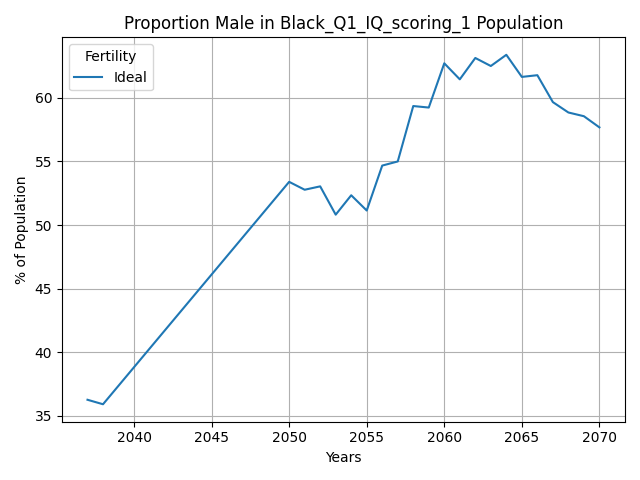 Proportion Male in Black_Q1_IQ_scoring_1 Population
Fertility
Ideal
% of Population
60
55
50
45
40
35
2040 2045 2050 2055 2060 2065 2070
Years